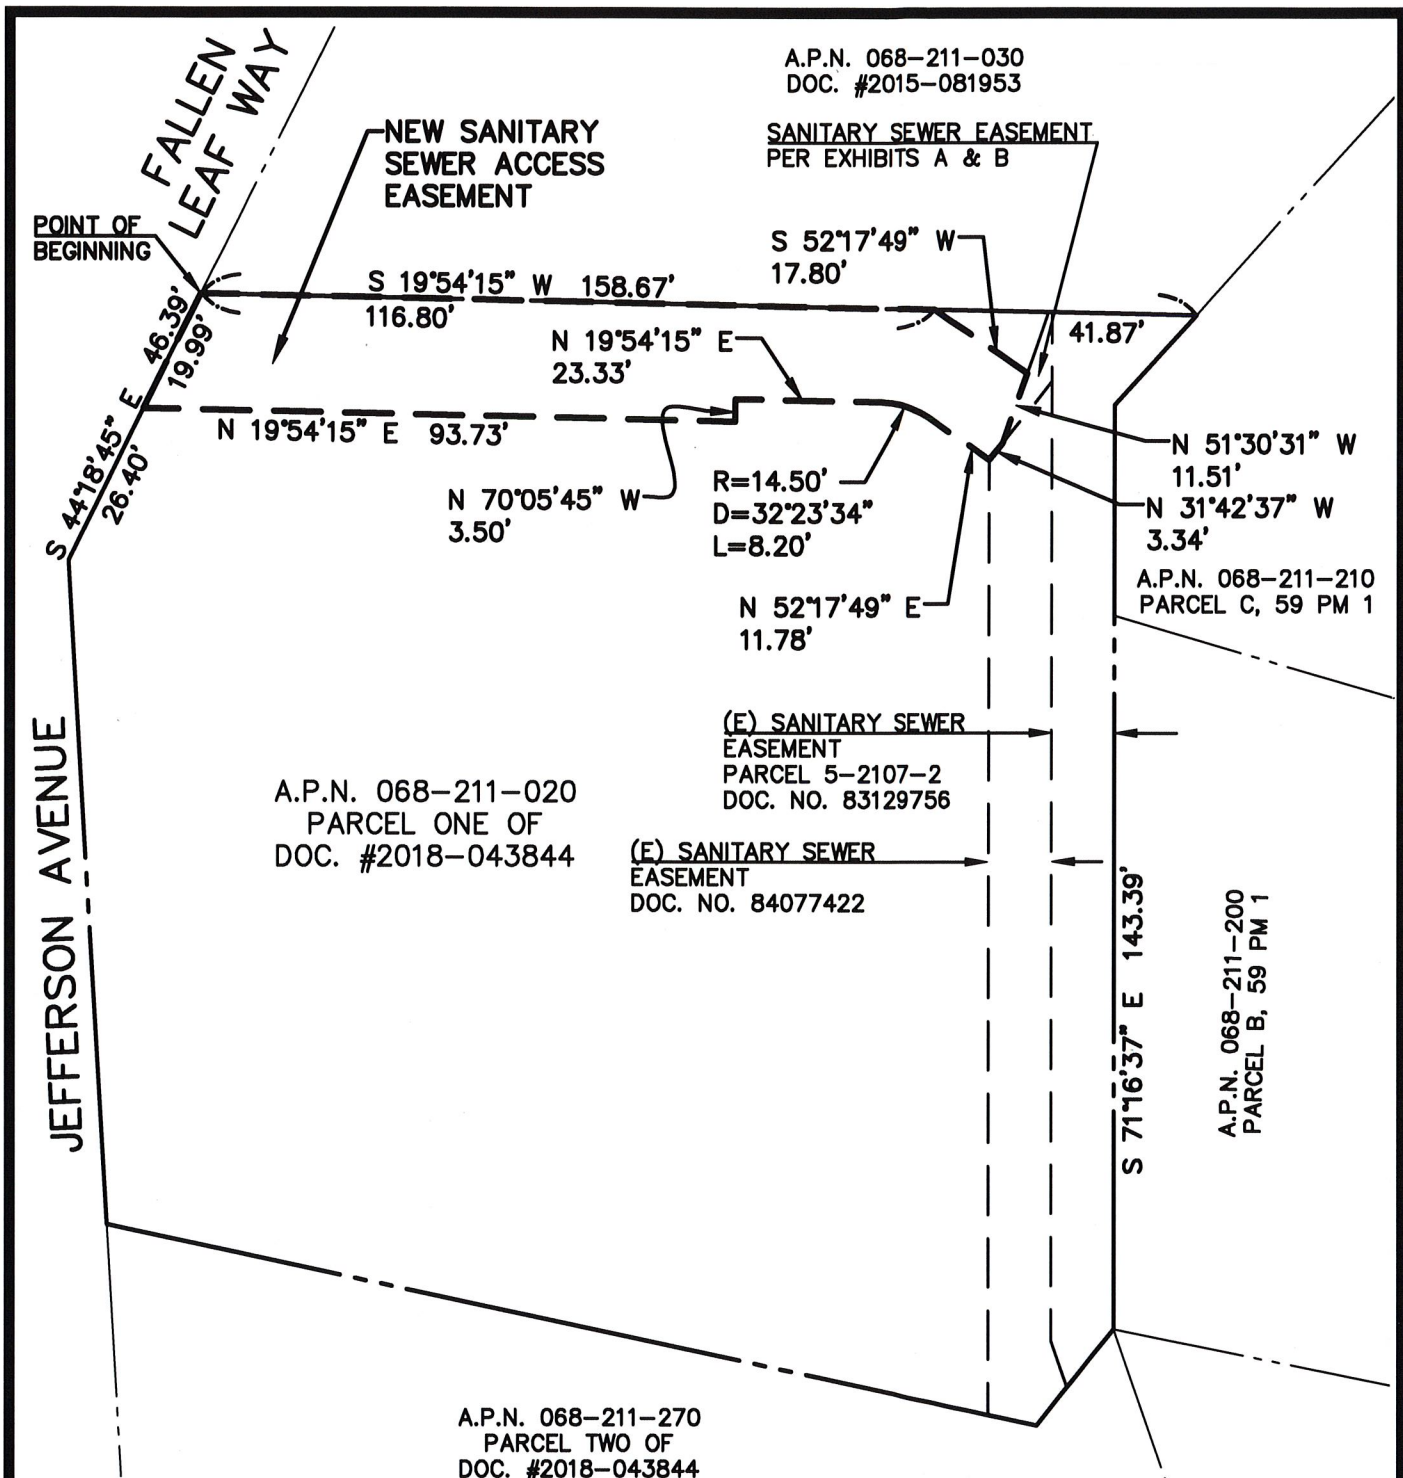 FALLEN
LEAF WAY
A.P.N. 068-211-030
DOC. #2015-081953
NEW SANITARY
SEWER ACCESS
EASEMENT
SANITARY SEWER EASEMENT
PER EXHIBITS A & B
POINT OF
BEGINNING
S 52°17'49" W
17.80'
S 19°54'15" W 158.67'
116.80'
41.87'
46.39'
19.99'
N 19°54'15" E
23.33'
S 44°18'45" E
26.40'
N 19°54'15" E 93.73'
N 51°30'31" W
11.51'
N 70°05'45" W
3.50'
R=14.50'
D=32°23'34"
L=8.20'
N 31°42'37" W
3.34'
A.P.N. 068-211-210
PARCEL C, 59 PM 1
N 52°17'49" E
11.78'
(E) SANITARY SEWER
EASEMENT
PARCEL 5-2107-2
DOC. NO. 83129756
JEFFERSON AVENUE
A.P.N. 068-211-020
PARCEL ONE OF
DOC. #2018-043844
(E) SANITARY SEWER
EASEMENT
DOC. NO. 84077422
S 71°16'37" E 143.39'
A.P.N. 068-211-200
PARCEL B, 59 PM 1
A.P.N. 068-211-270
PARCEL TWO OF
DOC. #2018-043844